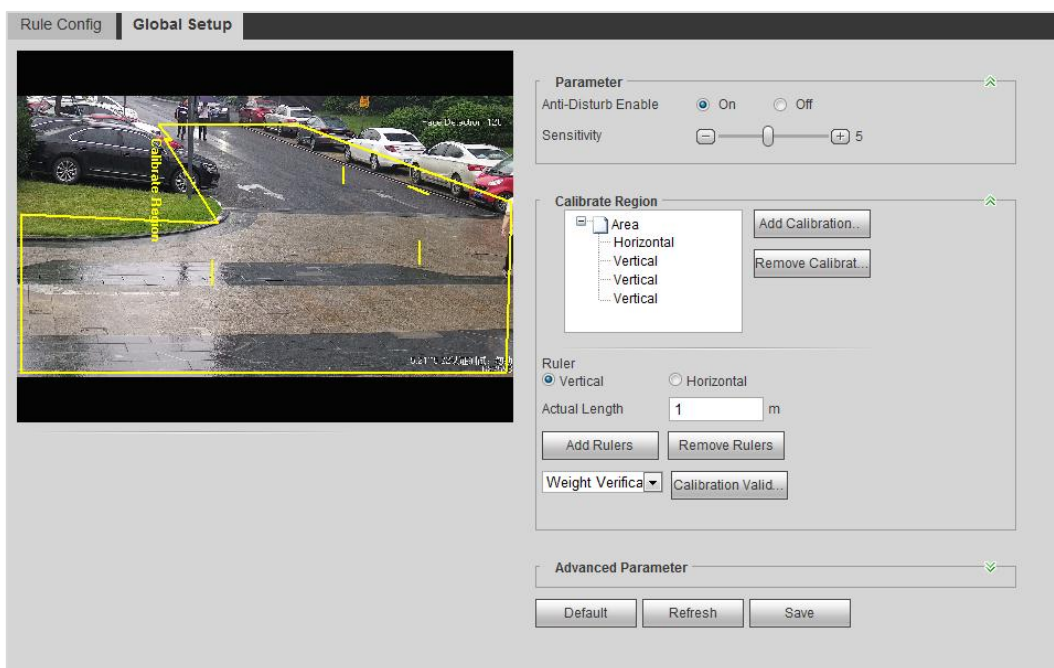 Rule Config
Global Setup
Calibrate Region
Parameter
Anti-Disturb Enable
On
Off
Sensitivity
5
Calibrate Region
Area
Horizontal
Vertical
Vertical
Vertical
Add Calibration..
Remove Calibrat...
Ruler
Vertical
Horizontal
Actual Length
1
m
Add Rulers
Remove Rulers
Weight Verifica
Calibration Valid...
Advanced Parameter
Default
Refresh
Save